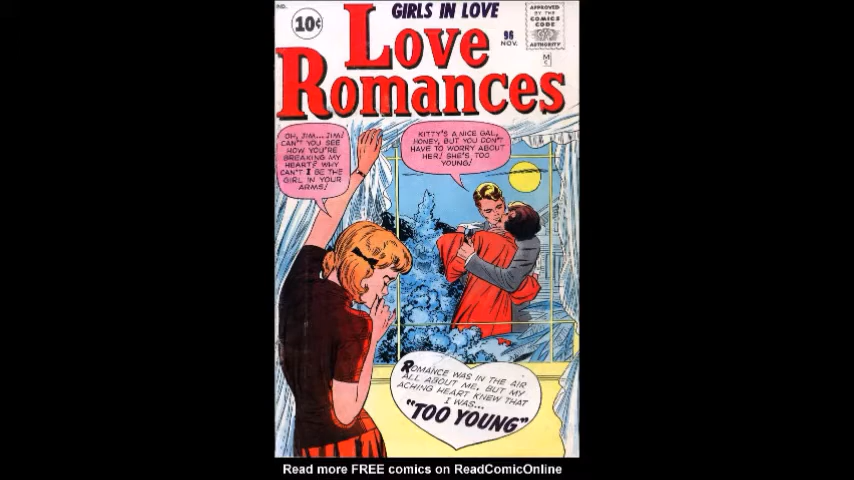 GIRLS IN LOVE
10¢
Love
Romances
96
NOV.
APPROVED
BY THE
COMICS
CODE
AUTHORITY
OH, JIM...JIM!
CAN'T YOU SEE
HOW YOU'RE
BREAKING MY
HEART? WHY
CAN'T I BE THE
GIRL IN YOUR
ARMS!
KITTY'S A NICE GAL,
HONEY, BUT YOU DON'T
HAVE TO WORRY ABOUT
HER! SHE'S TOO
YOUNG!
ROMANCE WAS IN THE AIR
ALL ABOUT ME, BUT MY
ACHING HEART KNEW THAT
I WAS...
"TOO YOUNG"
Read more FREE comics on ReadComicOnline